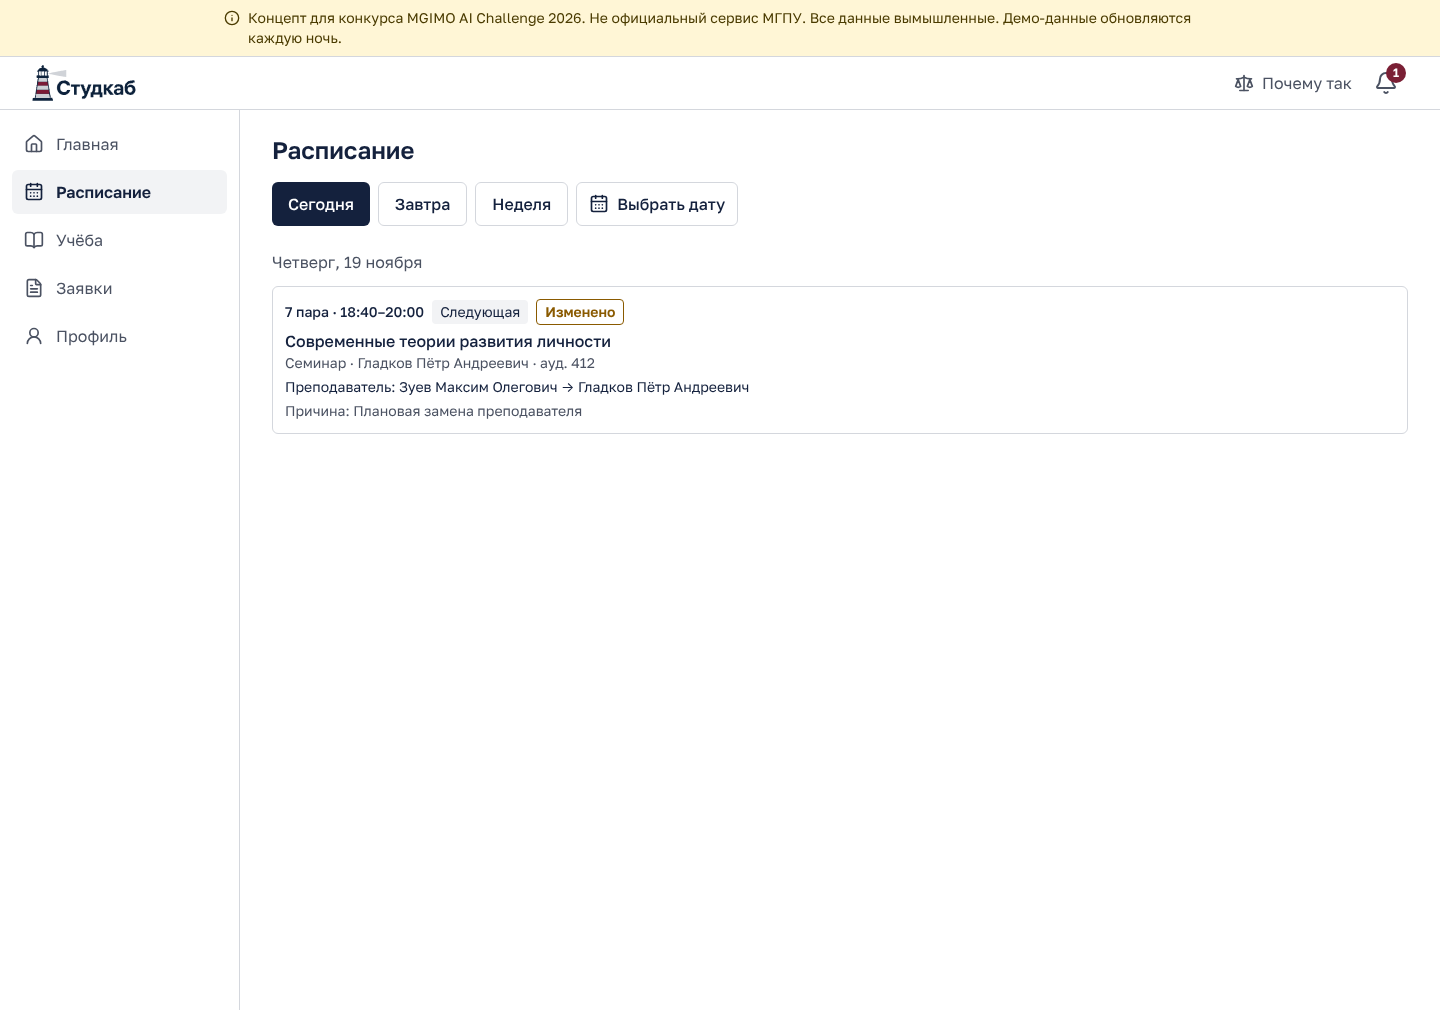 Концепт для конкурса MGIMO AI Challenge 2026. Не официальный сервис МГПУ. Все данные вымышленные. Демо-данные обновляются
каждую ночь.
Студкаб
Почему так
1
Главная
Расписание
Учёба
Заявки
Профиль
Расписание
Сегодня
Завтра
Неделя
Выбрать дату
Четверг, 19 ноября
7 пара · 18:40–20:00 Следующая Изменено
Современные теории развития личности
Семинар · Гладков Пётр Андреевич · ауд. 412
Преподаватель: Зуев Максим Олегович → Гладков Пётр Андреевич
Причина: Плановая замена преподавателя